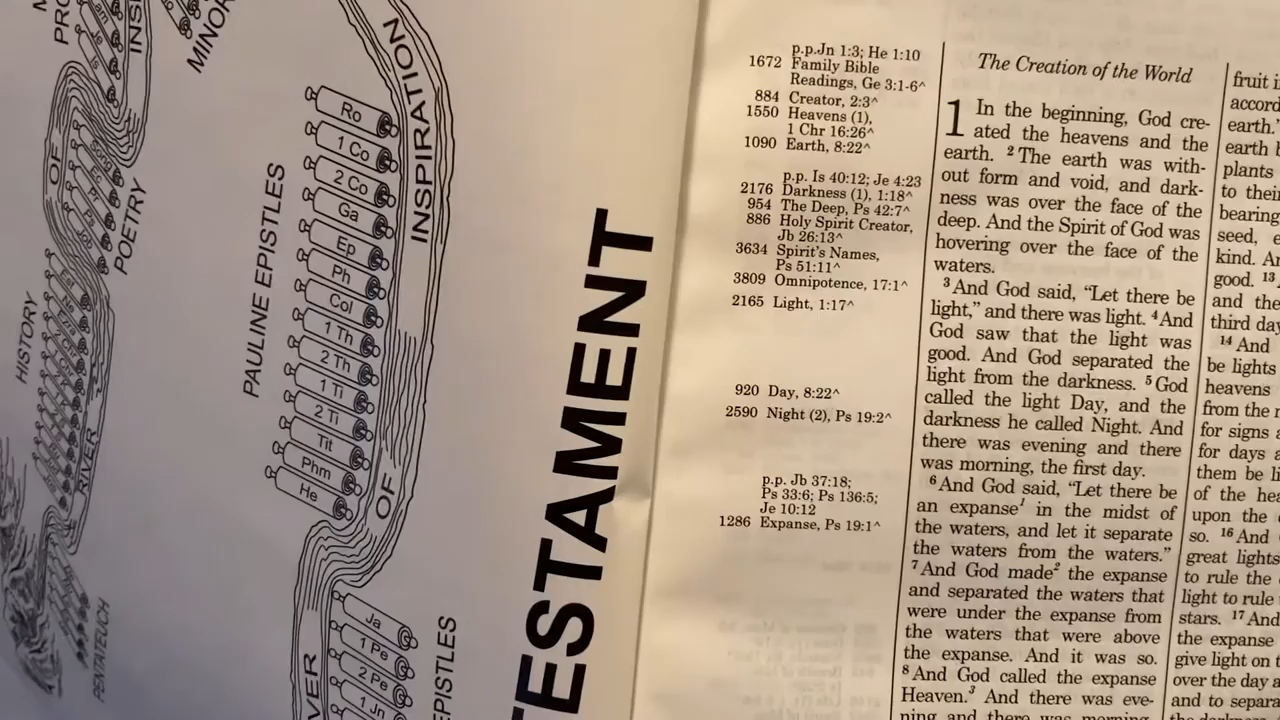 INSPIRATION
OF
PAULINE EPISTLES
Ro
1 Co
2 Co
Ga
Ep
Ph
Col
1 Th
2 Th
1 Ti
2 Ti
Tit
Phm
He
Ja
1 Pe
2 Pe
1 Jn
EPISTLES
MINOR
OF
POETRY
Song
Ec
Pr
Ps
Job
HISTORY
RIVER
PENTATEUCH
TESTAMENT
p.p.Jn 1:3; He 1:10
1672 Family Bible
Readings, Ge 3:1-6^
884 Creator, 2:3^
1550 Heavens (1),
1 Chr 16:26^
1090 Earth, 8:22^
p.p. Is 40:12; Je 4:23
2176 Darkness (1), 1:18^
954 The Deep, Ps 42:7^
886 Holy Spirit Creator,
Jb 26:13^
3634 Spirit's Names,
Ps 51:11^
3809 Omnipotence, 17:1^
2165 Light, 1:17^
920 Day, 8:22^
2590 Night (2), Ps 19:2^
p.p. Jb 37:18;
Ps 33:6; Ps 136:5;
Je 10:12
1286 Expanse, Ps 19:1^
The Creation of the World
1 In the beginning, God cre-
ated the heavens and the
earth. 2 The earth was with-
out form and void, and dark-
ness was over the face of the
deep. And the Spirit of God was
hovering over the face of the
waters.
3 And God said, “Let there be
light,” and there was light. 4 And
God saw that the light was
good. And God separated the
light from the darkness. 5 God
called the light Day, and the
darkness he called Night. And
there was evening and there
was morning, the first day.
6 And God said, “Let there be
an expanse1 in the midst of
the waters, and let it separate
the waters from the waters.”
7 And God made2 the expanse
and separated the waters that
were under the expanse from
the waters that were above
the expanse. And it was so.
8 And God called the expanse
Heaven.3 And there was eve-
ning and there was morning
fruit
accord
earth.”
earth
plants
to their
bearing
seed,
kind.
good. 13
and the
third day
14 And
be lights
heavens
from the
for signs
for days
them be
of the
upon the
so. 16 And
great lights
to rule the
light to rule
stars. 17 And
the expanse
give light on
over the day
and to separa